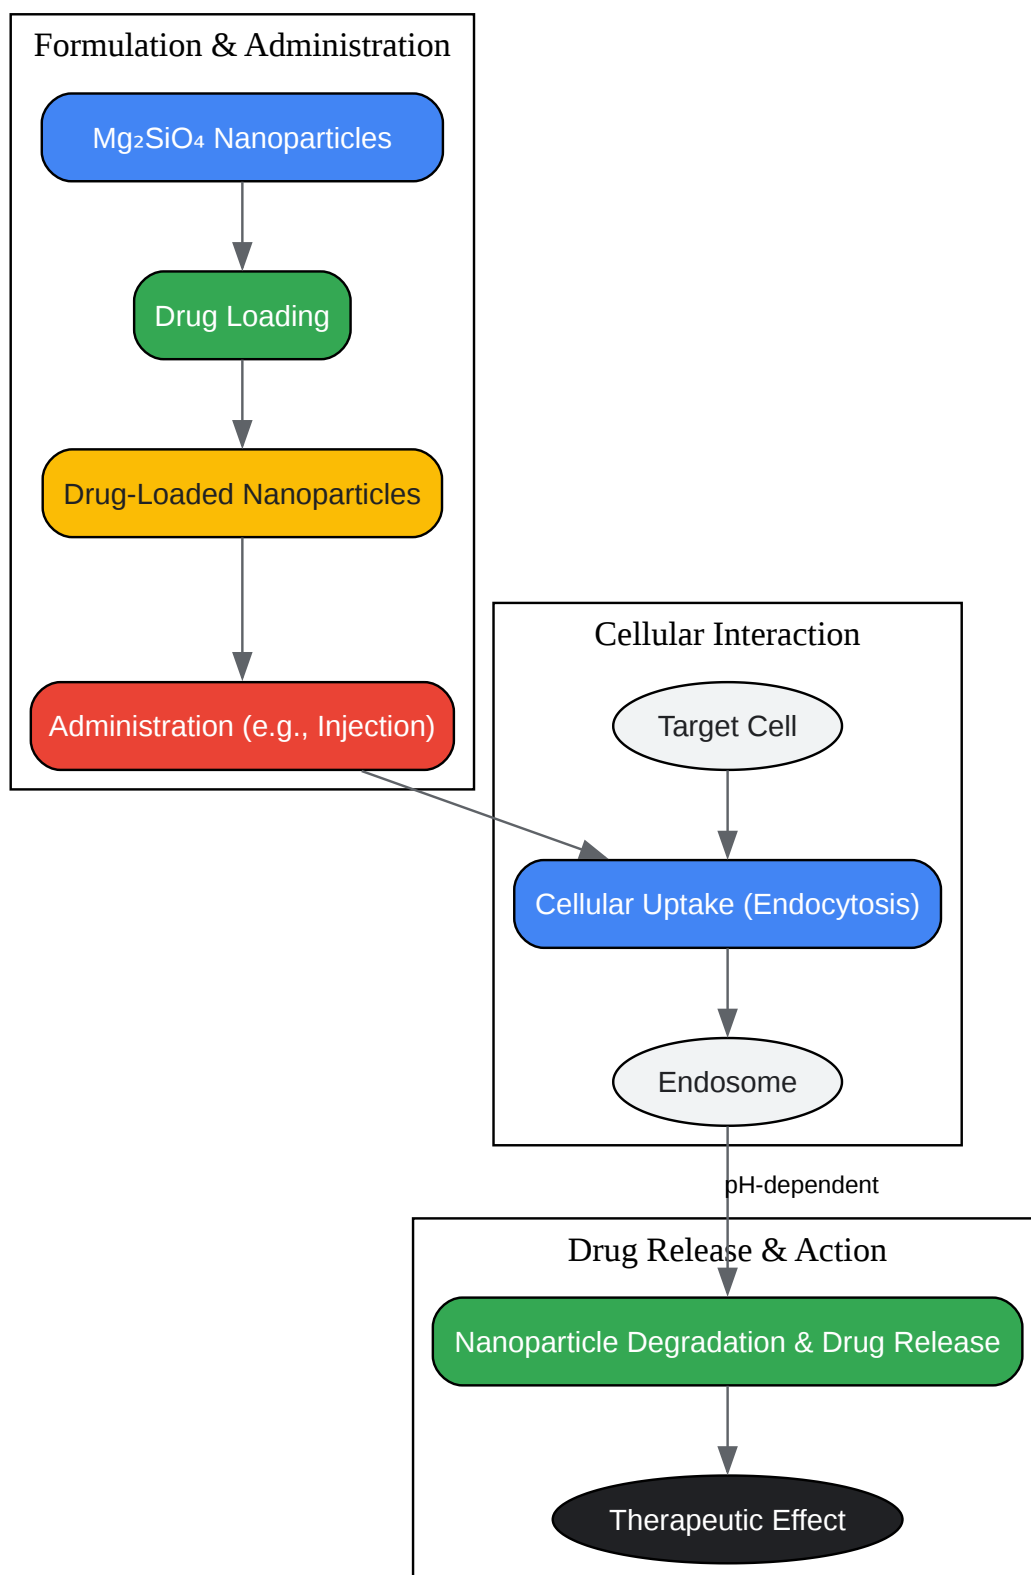 Formulation & Administration
Mg₂SiO₄ Nanoparticles
Drug Loading
Drug-Loaded Nanoparticles
Administration (e.g., Injection)
Cellular Interaction
Target Cell
Cellular Uptake (Endocytosis)
Endosome
pH-dependent
Drug Release & Action
Nanoparticle Degradation & Drug Release
Therapeutic Effect